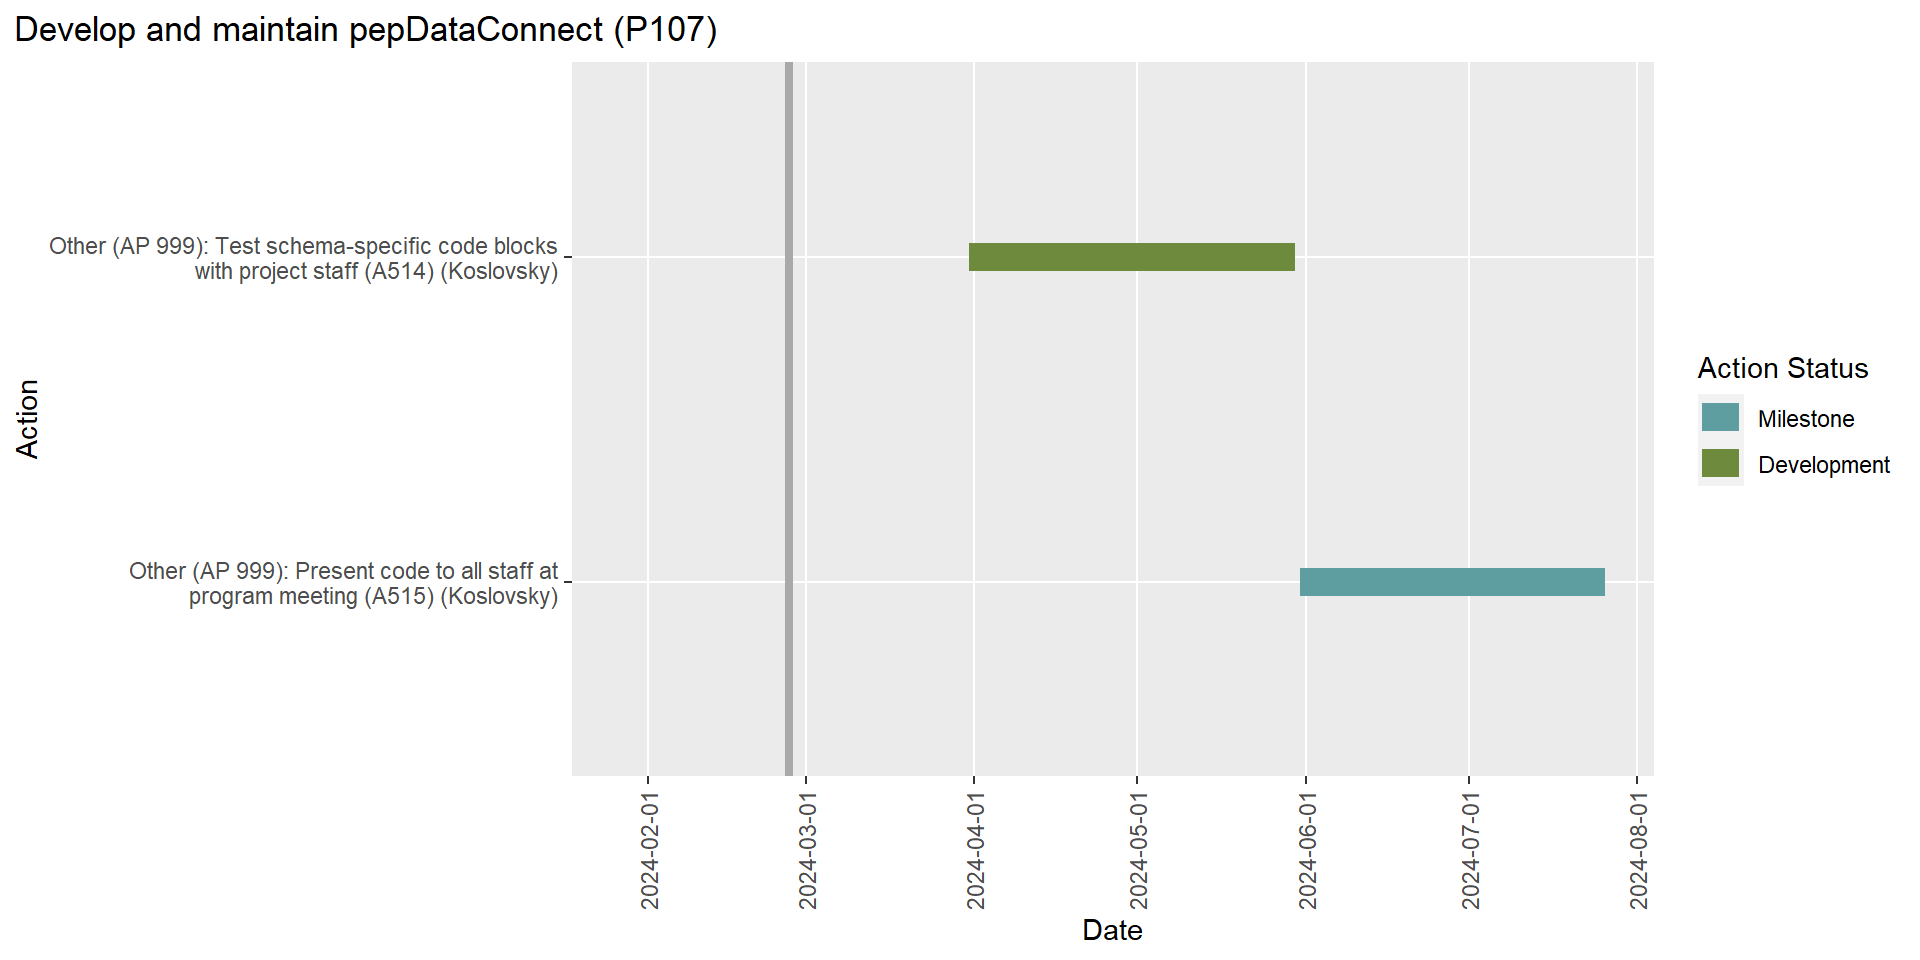 Develop and maintain pepDataConnect (P107)
Action
Other (AP 999): Test schema-specific code blocks
with project staff (A514) (Koslovsky)
Other (AP 999): Present code to all staff at
program meeting (A515) (Koslovsky)
2024-02-01
2024-03-01
2024-04-01
2024-05-01
2024-06-01
2024-07-01
2024-08-01
Date
Action Status
Milestone
Development